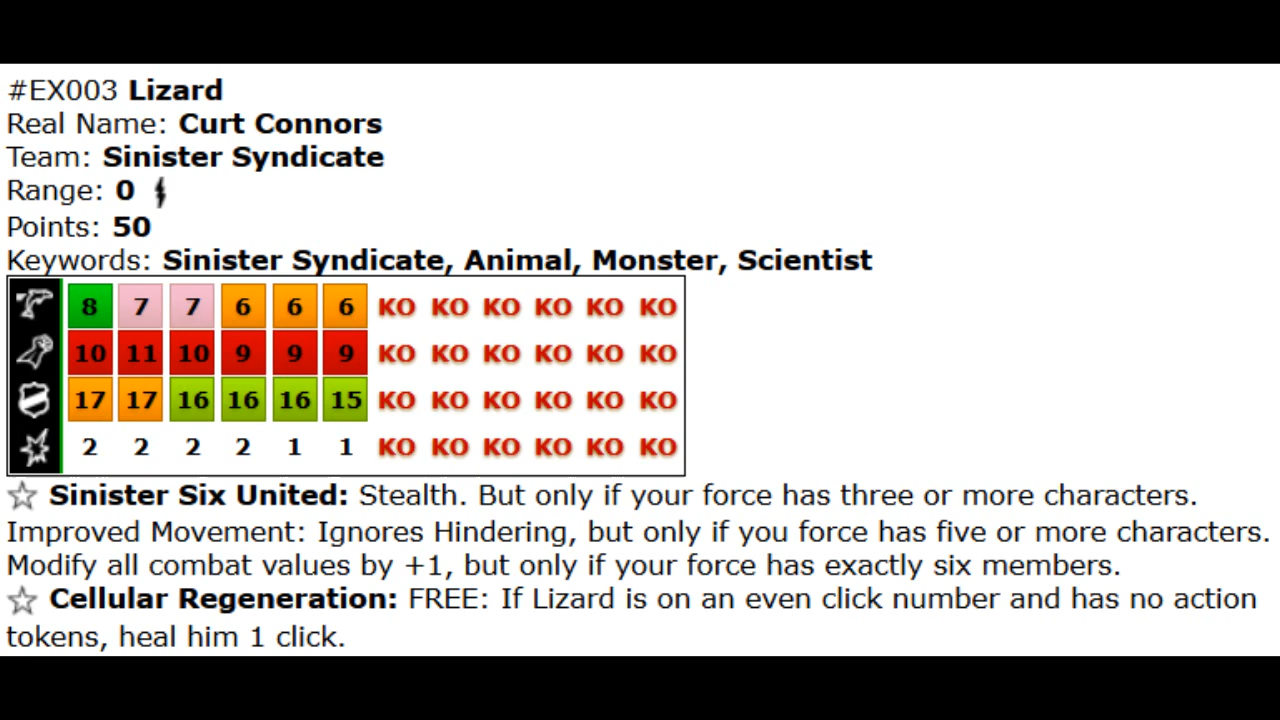 #EX003 Lizard
Real Name: Curt Connors
Team: Sinister Syndicate
Range: 0
Points: 50
Keywords: Sinister Syndicate, Animal, Monster, Scientist
8 7 7 6 6 6 KO KO KO KO KO KO
10 11 10 9 9 9 KO KO KO KO KO KO
17 17 16 16 16 15 KO KO KO KO KO KO
2 2 2 2 1 1 KO KO KO KO KO KO
Sinister Six United: Stealth. But only if your force has three or more characters.
Improved Movement: Ignores Hindering, but only if you force has five or more characters.
Modify all combat values by +1, but only if your force has exactly six members.
Cellular Regeneration: FREE: If Lizard is on an even click number and has no action
tokens, heal him 1 click.